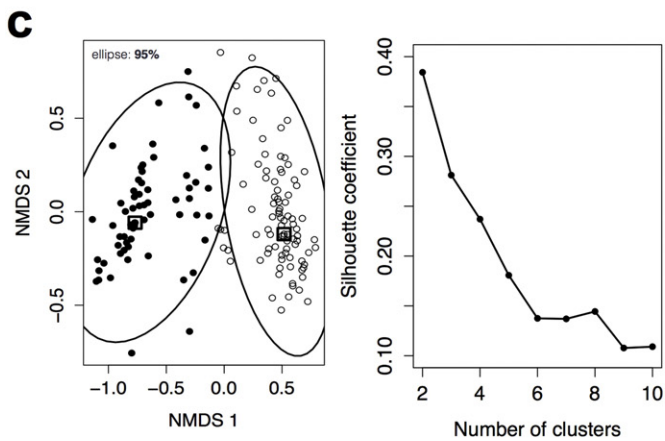 C
ellipse: 95%
NMDS 2
0.5
0.0
−0.5
−1.0 −0.5 0.0 0.5
NMDS 1
Silhouette coefficient
0.40
0.30
0.20
0.10
2 4 6 8 10
Number of clusters